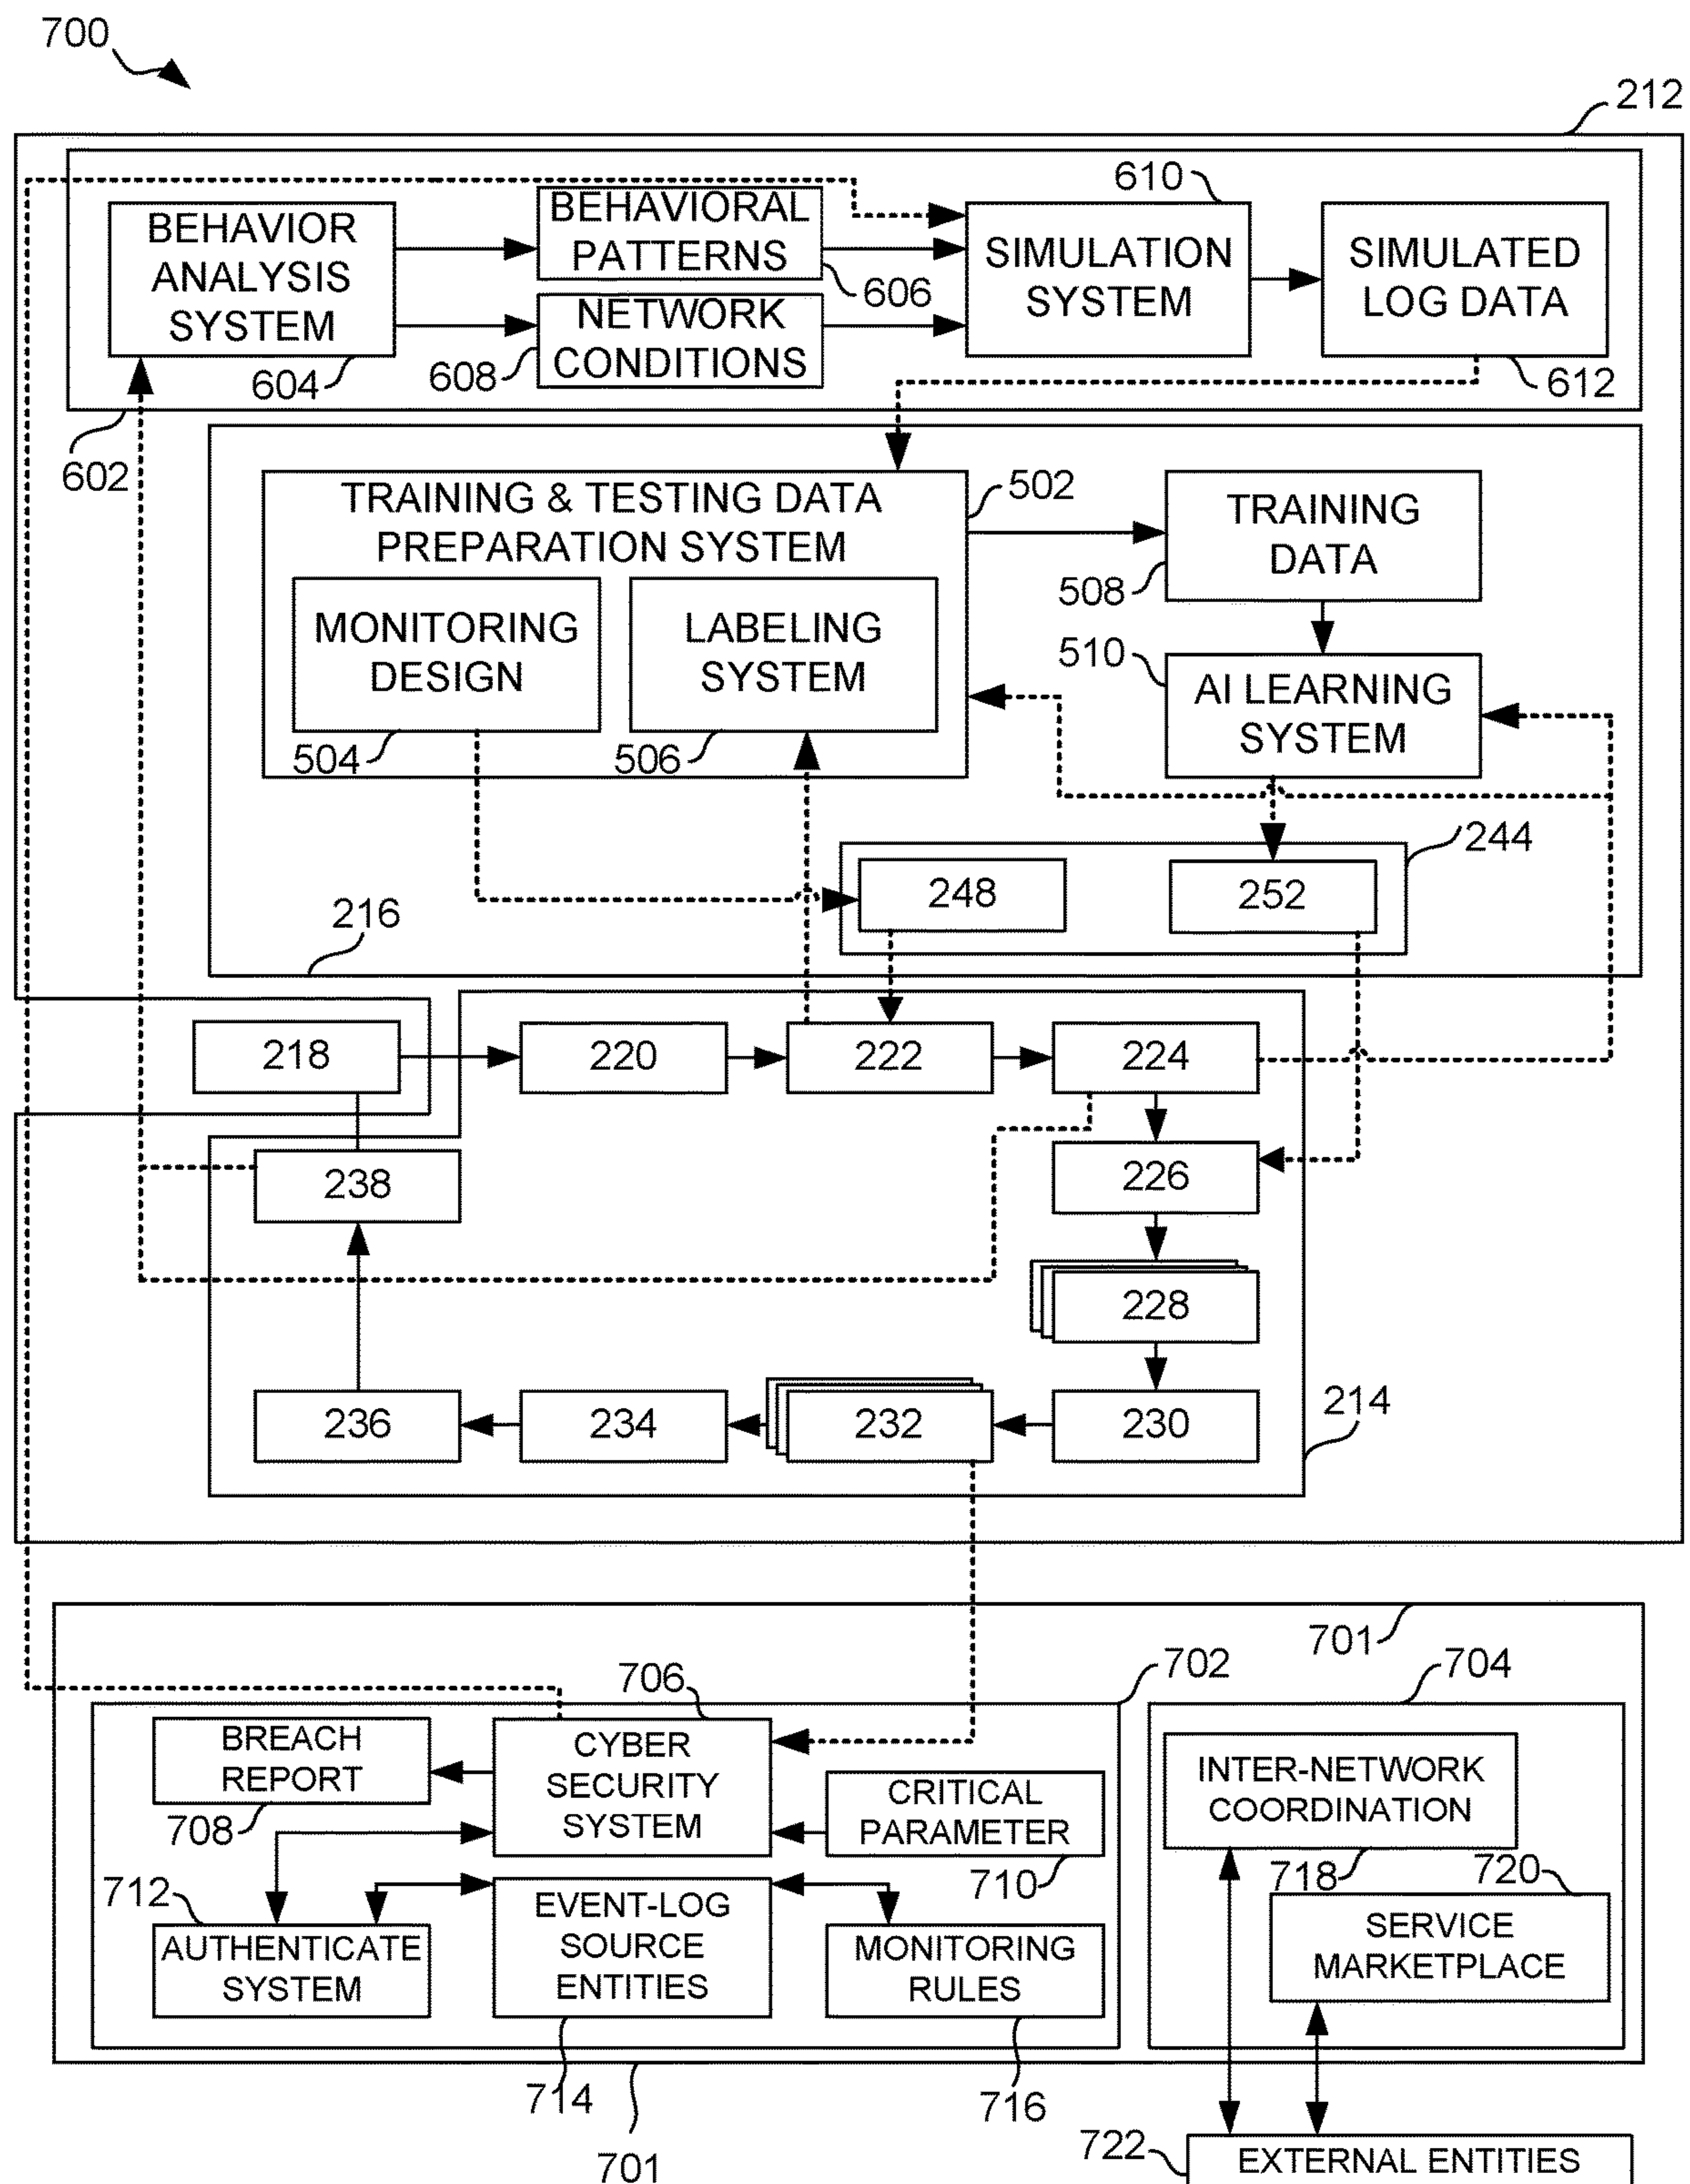 700
212
610
BEHAVIOR
ANALYSIS
SYSTEM
604
BEHAVIORAL
PATTERNS
606
NETWORK
CONDITIONS
608
SIMULATION
SYSTEM
SIMULATED
LOG DATA
612
602
TRAINING & TESTING DATA
PREPARATION SYSTEM
502
MONITORING
DESIGN
504
LABELING
SYSTEM
506
TRAINING
DATA
508
510
AI LEARNING
SYSTEM
244
248
252
216
218
220
222
224
238
226
228
236
234
232
230
214
701
702
704
706
BREACH
REPORT
708
CYBER
SECURITY
SYSTEM
CRITICAL
PARAMETER
710
INTER-NETWORK
COORDINATION
718
720
712
AUTHENTICATE
SYSTEM
EVENT-LOG
SOURCE
ENTITIES
MONITORING
RULES
SERVICE
MARKETPLACE
714
716
701
722
EXTERNAL ENTITIES